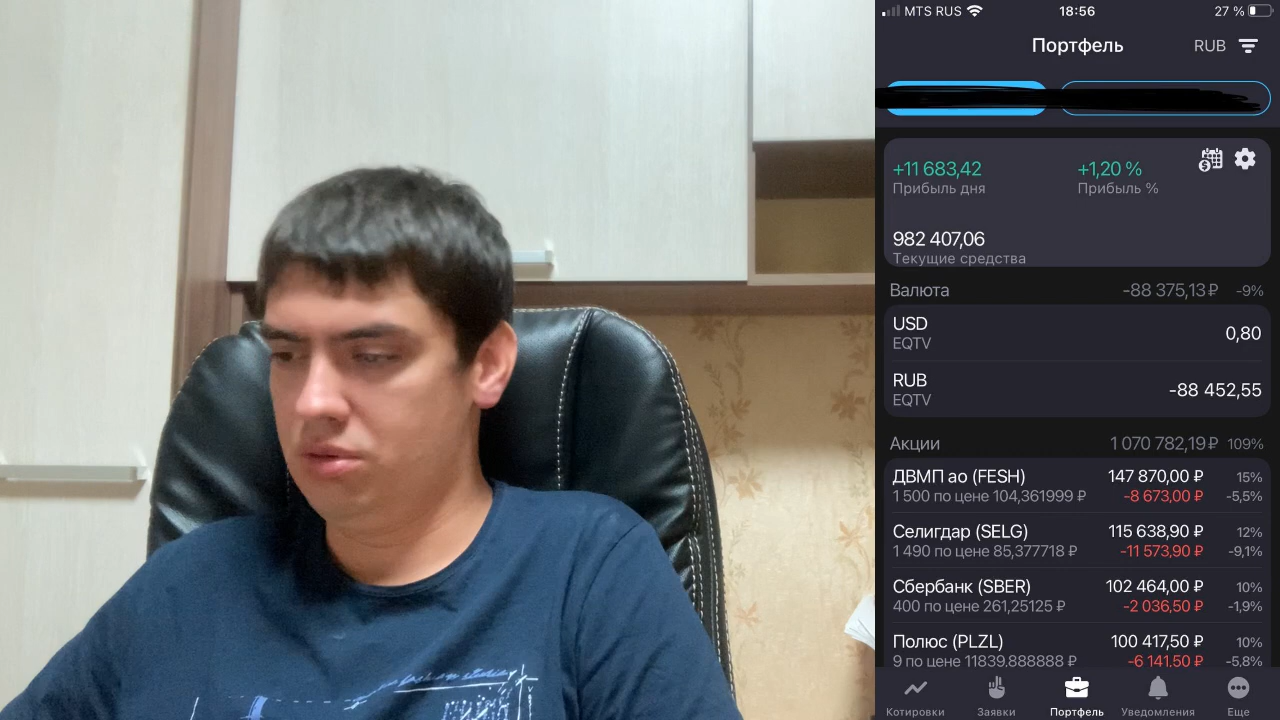 MTS RUS 18:56 27 %
Портфель RUB
+11 683,42 +1,20 %
Прибыль дня Прибыль %
982 407,06
Текущие средства
Валюта -88 375,13 ₽ -9%
USD
EQTV
0,80
RUB
EQTV
-88 452,55
Акции 1 070 782,19 ₽ 109%
ДВМП ао (FESH) 147 870,00 ₽ 15%
1 500 по цене 104,361999 ₽ -8 673,00 ₽ -5,5%
Селигдар (SELG) 115 638,90 ₽ 12%
1 490 по цене 85,377718 ₽ -11 573,90 ₽ -9,1%
Сбербанк (SBER) 102 464,00 ₽ 10%
400 по цене 261,25125 ₽ -2 036,50 ₽ -1,9%
Полюс (PLZL) 100 417,50 ₽ 10%
9 по цене 11839.888888 ₽ -6 141.50 ₽ -5,8%
Котировки Заявки Портфель Уведомления Еще